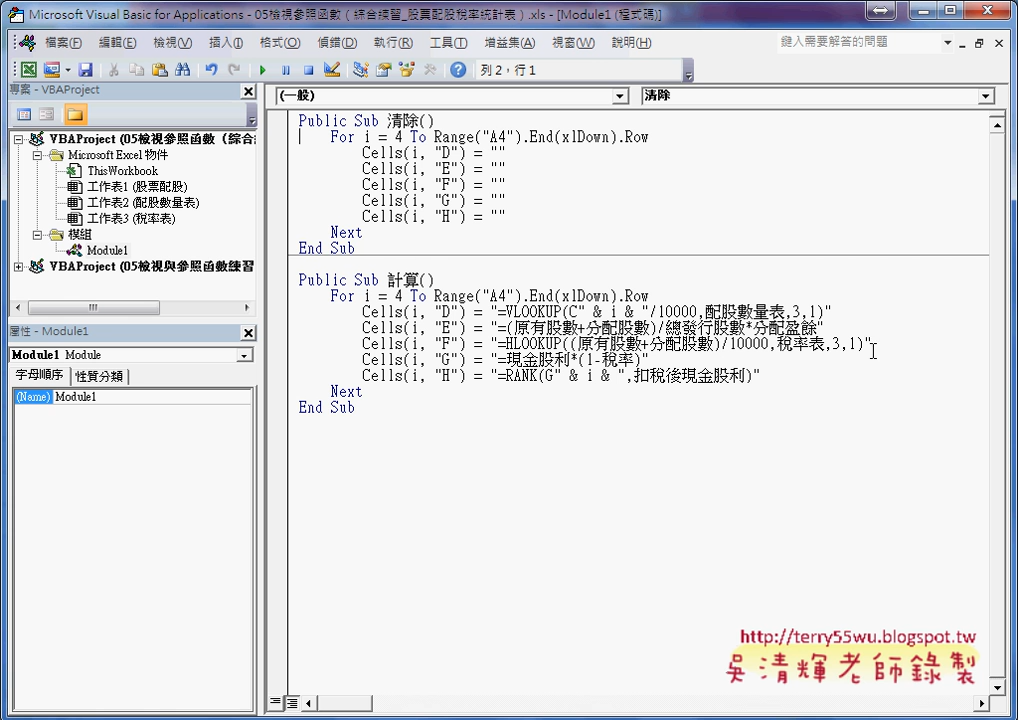 Microsoft Visual Basic for Applications - 05檢視參照函數（綜合練習_股票配股稅率統計表）.xls - [Module1 (程式碼)]
檔案(F) 編輯(E) 檢視(V) 插入(I) 格式(O) 偵錯(D) 執行(R) 工具(T) 增益集(A) 視窗(W) 說明(H) 鍵入需要解答的問題
列 2，行 1
專案 - VBAProject
VBAProject (05檢視參照函數（綜合
Microsoft Excel 物件
ThisWorkbook
工作表1 (股票配股)
工作表2 (配股數量表)
工作表3 (稅率表)
模組
Module1
VBAProject (05檢視與參照函數練習
屬性 - Module1
Module1 Module
字母順序 性質分類
(Name) Module1
(一般) 清除
Public Sub 清除()
For i = 4 To Range("A4").End(xlDown).Row
Cells(i, "D") = ""
Cells(i, "E") = ""
Cells(i, "F") = ""
Cells(i, "G") = ""
Cells(i, "H") = ""
Next
End Sub
Public Sub 計算()
For i = 4 To Range("A4").End(xlDown).Row
Cells(i, "D") = "=VLOOKUP(C" & i & "/10000,配股數量表,3,1)"
Cells(i, "E") = "=(原有股數+分配股數)/總發行股數*分配盈餘"
Cells(i, "F") = "=HLOOKUP((原有股數+分配股數)/10000,稅率表,3,1)"
Cells(i, "G") = "=現金股利*(1-稅率)"
Cells(i, "H") = "=RANK(G" & i & ",扣稅後現金股利)"
Next
End Sub
http://terry55wu.blogspot.tw
吳清輝老師錄製